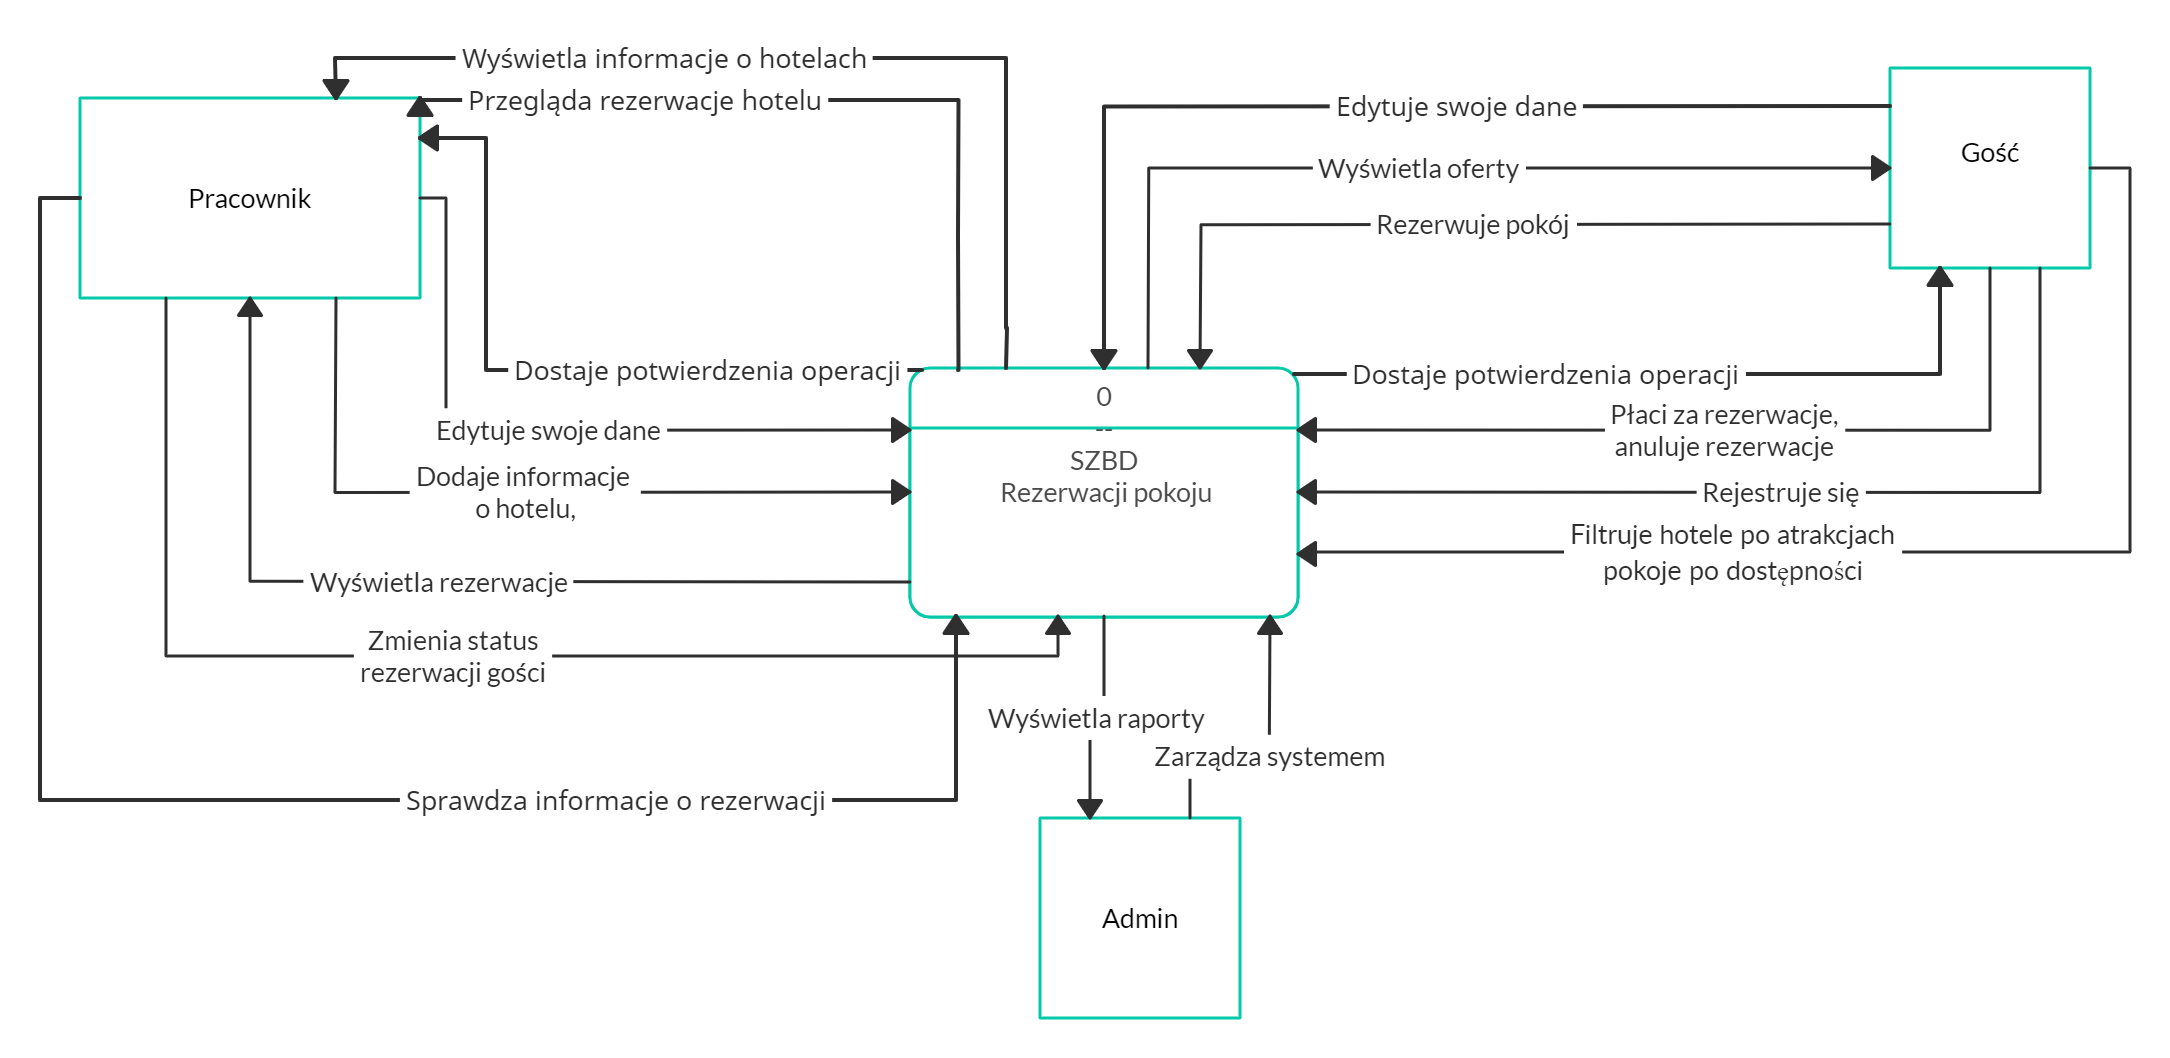 Wyświetla informacje o hotelach
Przegląda rezerwacje hotelu
Edytuje swoje dane
Gość
Wyświetla oferty
Pracownik
Rezerwuje pokój
Dostaje potwierdzenia operacji
Dostaje potwierdzenia operacji
0
--
Płaci za rezerwacje,
anuluje rezerwacje
Edytuje swoje dane
SZBD
Rezerwacji pokoju
Dodaje informacje
o hotelu,
Rejestruje się
Filtruje hotele po atrakcjach
pokoje po dostępności
Wyświetla rezerwacje
Zmienia status
rezerwacji gości
Wyświetla raporty
Zarządza systemem
Sprawdza informacje o rezerwacji
Admin